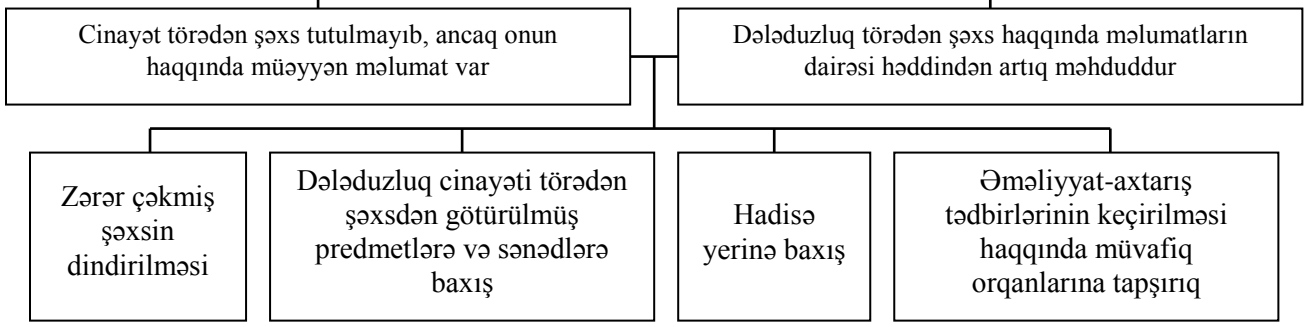 Cinayət törədən şəxs tutulmayıb, ancaq onun
haqqında müəyyən məlumat var
Dələduzluq törədən şəxs haqqında məlumatların
dairəsi həddindən artıq məhduddur
Zərər çəkmiş
şəxsin
dindirilməsi
Dələduzluq cinayəti törədən
şəxsdən götürülmüş
predmetlərə və sənədlərə
baxış
Hadisə
yerinə baxış
Əməliyyat-axtarış
tədbirlərinin keçirilməsi
haqqında müvafiq
orqanlarına tapşırıq